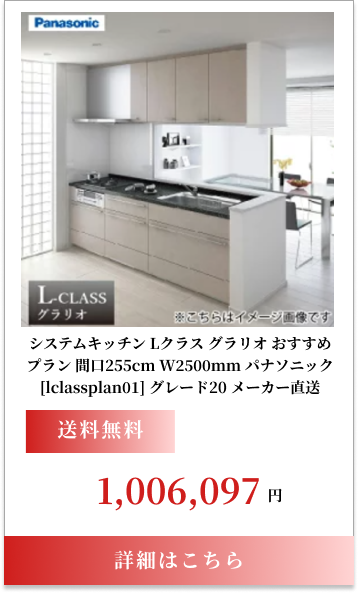 Panasonic
L-CLASS
グラリオ
※こちらはイメージ画像です
システムキッチン Lクラス グラリオ おすすめ
プラン 間口255cm W2500mm パナソニック
[lclassplan01] グレード20 メーカー直送
送料無料
1,006,097 円
詳細はこちら